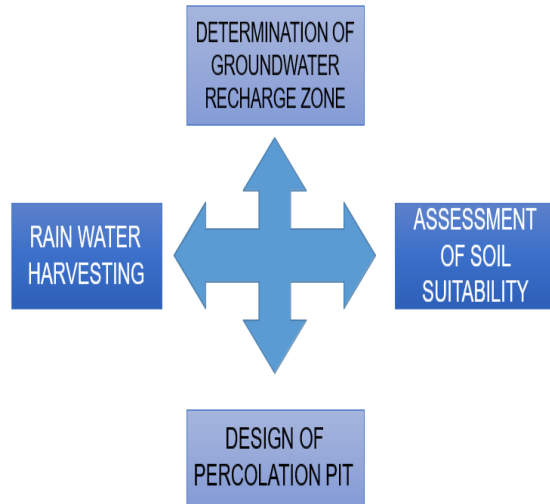 DETERMINATION OF
GROUNDWATER
RECHARGE ZONE
RAIN WATER
HARVESTING
ASSESSMENT
OF SOIL
SUITABILITY
DESIGN OF
PERCOLATION PIT